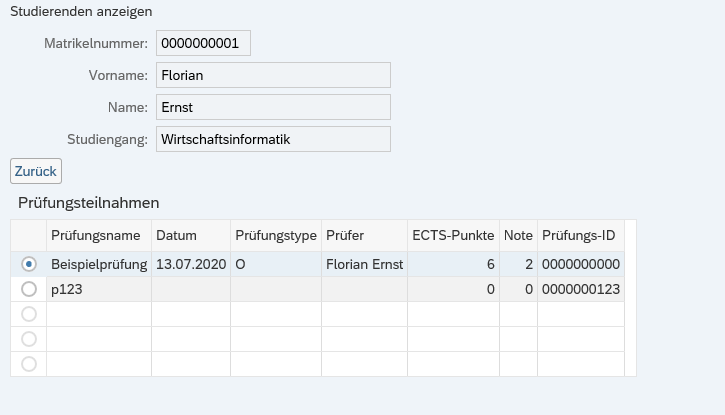 Studierenden anzeigen
Matrikelnummer: 0000000001
Vorname: Florian
Name: Ernst
Studiengang: Wirtschaftsinformatik
Zurück
Prüfungsteilnahmen
Prüfungsname Datum Prüfungstype Prüfer ECTS-Punkte Note Prüfungs-ID
Beispielprüfung 13.07.2020 O Florian Ernst 6 2 0000000000
p123 0 0 0000000123